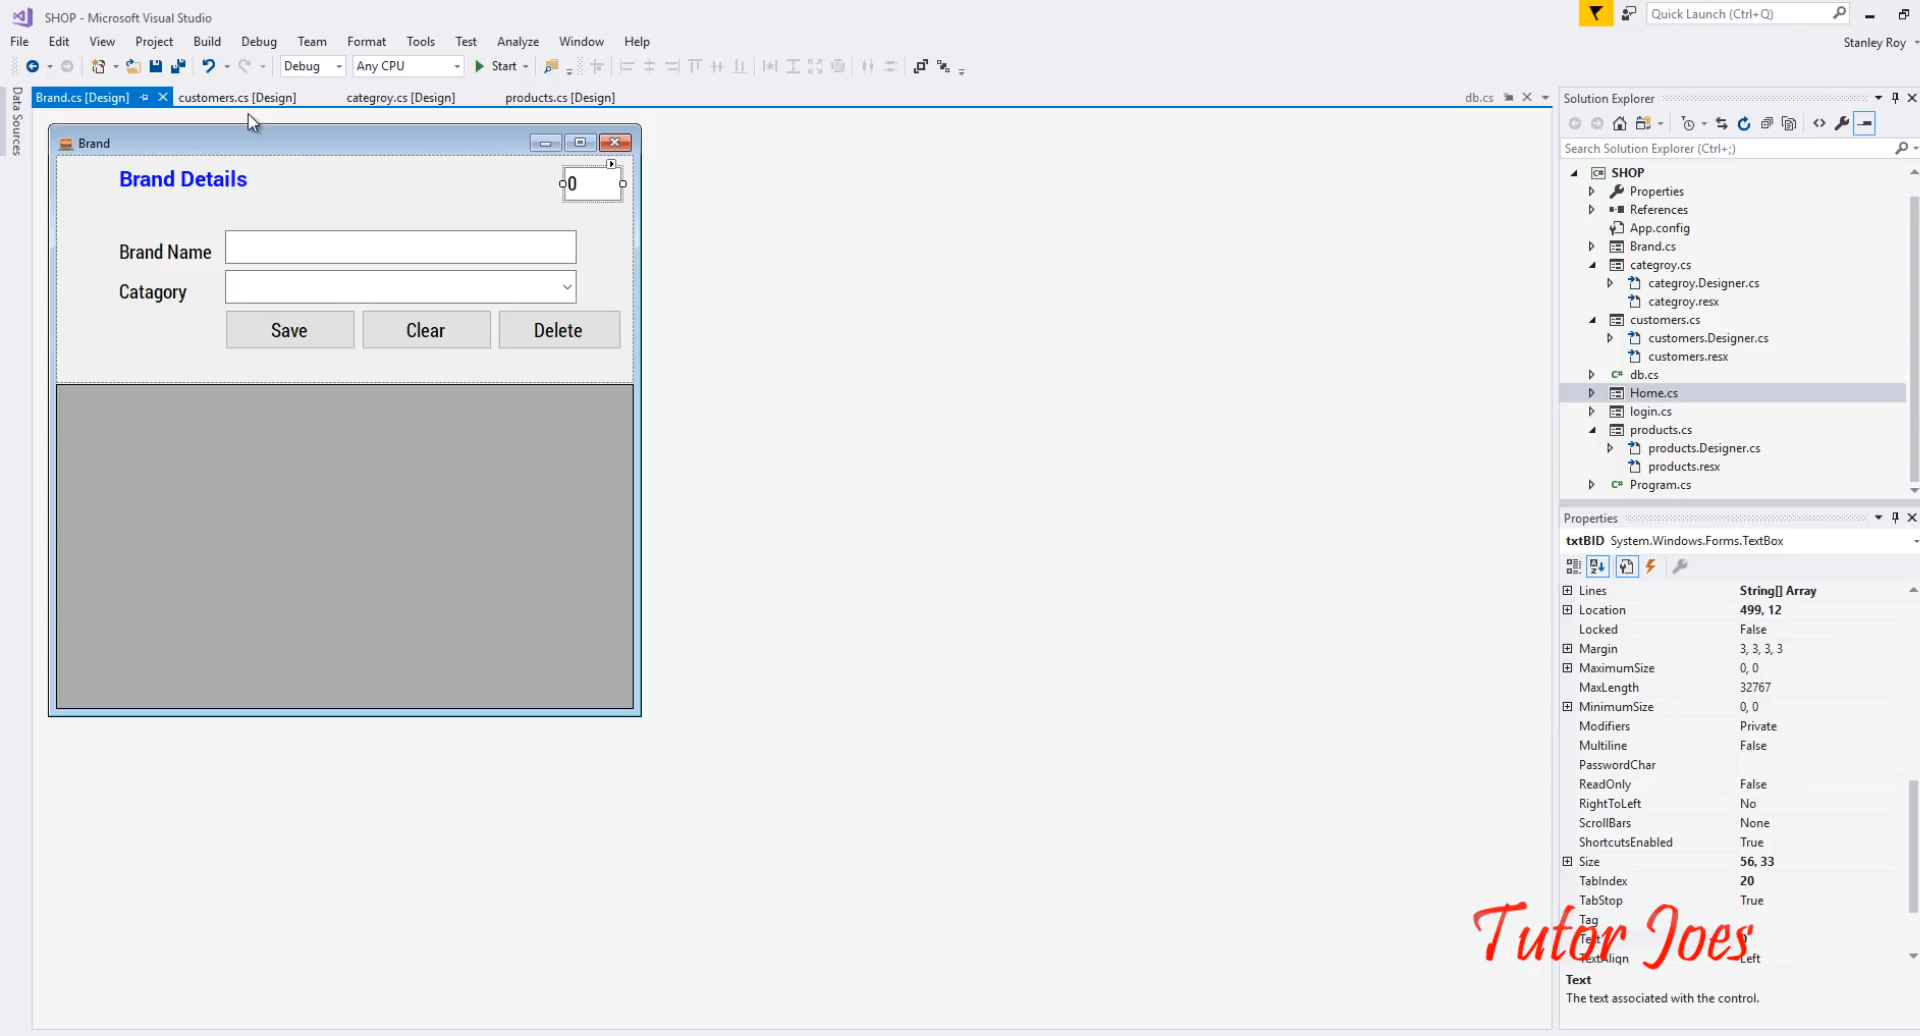 SHOP - Microsoft Visual Studio
Quick Launch (Ctrl+Q)
File Edit View Project Build Debug Team Format Tools Test Analyze Window Help
Stanley Roy
Debug Any CPU Start
Data Sources
Brand.cs [Design] customers.cs [Design] categroy.cs [Design] products.cs [Design] db.cs
Brand
Brand Details
0
Brand Name
Catagory
Save Clear Delete
Solution Explorer
Search Solution Explorer (Ctrl+;)
SHOP
Properties
References
App.config
Brand.cs
categroy.cs
categroy.Designer.cs
categroy.resx
customers.cs
customers.Designer.cs
customers.resx
C# db.cs
Home.cs
login.cs
products.cs
products.Designer.cs
products.resx
C# Program.cs
Properties
txtBID System.Windows.Forms.TextBox
Lines String[] Array
Location 499, 12
Locked False
Margin 3, 3, 3, 3
MaximumSize 0, 0
MaxLength 32767
MinimumSize 0, 0
Modifiers Private
Multiline False
PasswordChar
ReadOnly False
RightToLeft No
ScrollBars None
ShortcutsEnabled True
Size 56, 33
TabIndex 20
TabStop True
Tag
Text
TextAlign Left
Tutor Joes
Text
The text associated with the control.